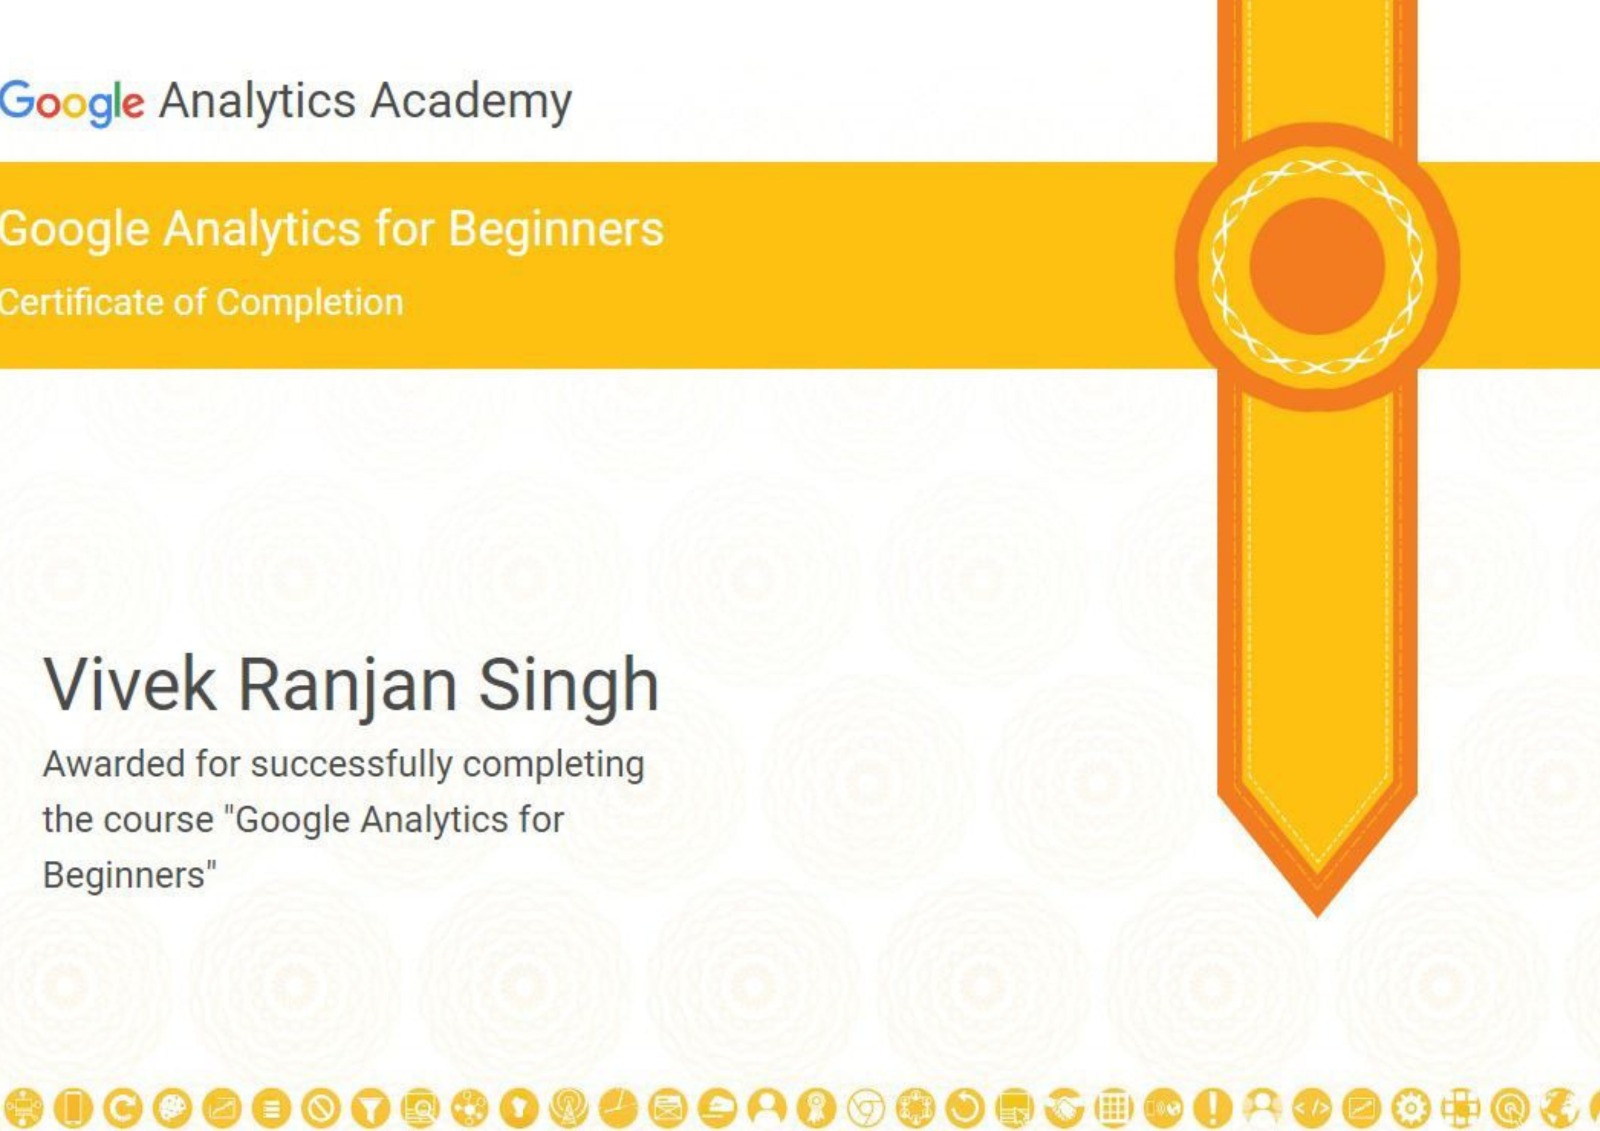 Google Analytics Academy
Google Analytics for Beginners
Certificate of Completion
Vivek Ranjan Singh
Awarded for successfully completing
the course "Google Analytics for
Beginners"